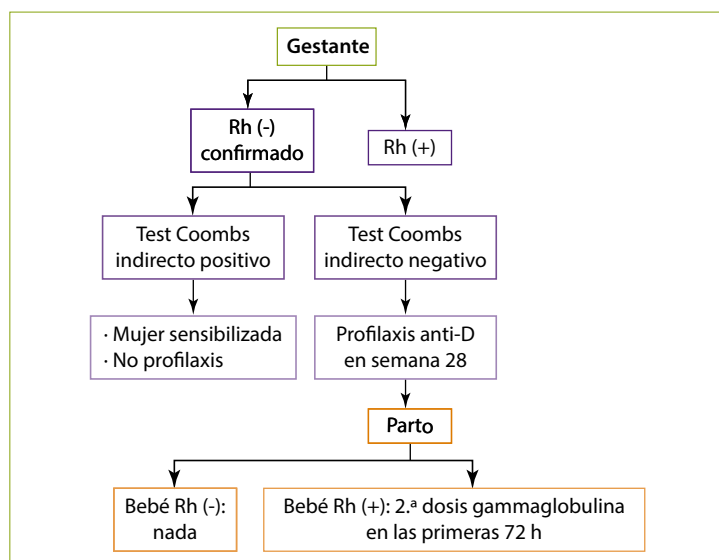 Gestante
Rh (-)
confirmado
Rh (+)
Test Coombs
indirecto positivo
Test Coombs
indirecto negativo
· Mujer sensibilizada
· No profilaxis
Profilaxis anti-D
en semana 28
Parto
Bebé Rh (-):
nada
Bebé Rh (+): 2.ª dosis gammaglobulina
en las primeras 72 h